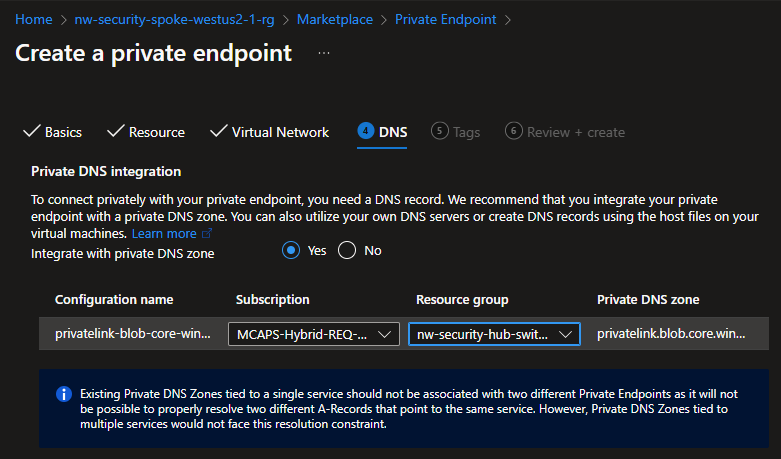 Home > nw-security-spoke-westus2-1-rg > Marketplace > Private Endpoint >
Create a private endpoint ...
Basics Resource Virtual Network 4 DNS 5 Tags 6 Review + create
Private DNS integration
To connect privately with your private endpoint, you need a DNS record. We recommend that you integrate your private
endpoint with a private DNS zone. You can also utilize your own DNS servers or create DNS records using the host files on your
virtual machines. Learn more
Integrate with private DNS zone Yes No
Configuration name Subscription Resource group Private DNS zone
privatelink-blob-core-win... MCAPS-Hybrid-REQ-... nw-security-hub-swit... privatelink.blob.core.win...
Existing Private DNS Zones tied to a single service should not be associated with two different Private Endpoints as it will not
be possible to properly resolve two different A-Records that point to the same service. However, Private DNS Zones tied to
multiple services would not face this resolution constraint.